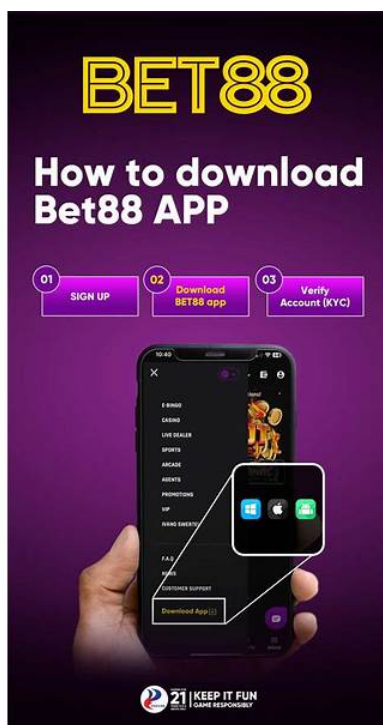 BET88
How to download
Bet88 APP
01
SIGN UP
02
Download
BET88 app
03
Verify
Account (KYC)
10:40
E-BINGO
CASINO
LIVE DEALER
SPORTS
ARCADE
AGENTS
PROMOTIONS
VIP
F.A.Q
NEWS
CUSTOMER SUPPORT
Download App
21
KEEP IT FUN
GAME RESPONSIBLY